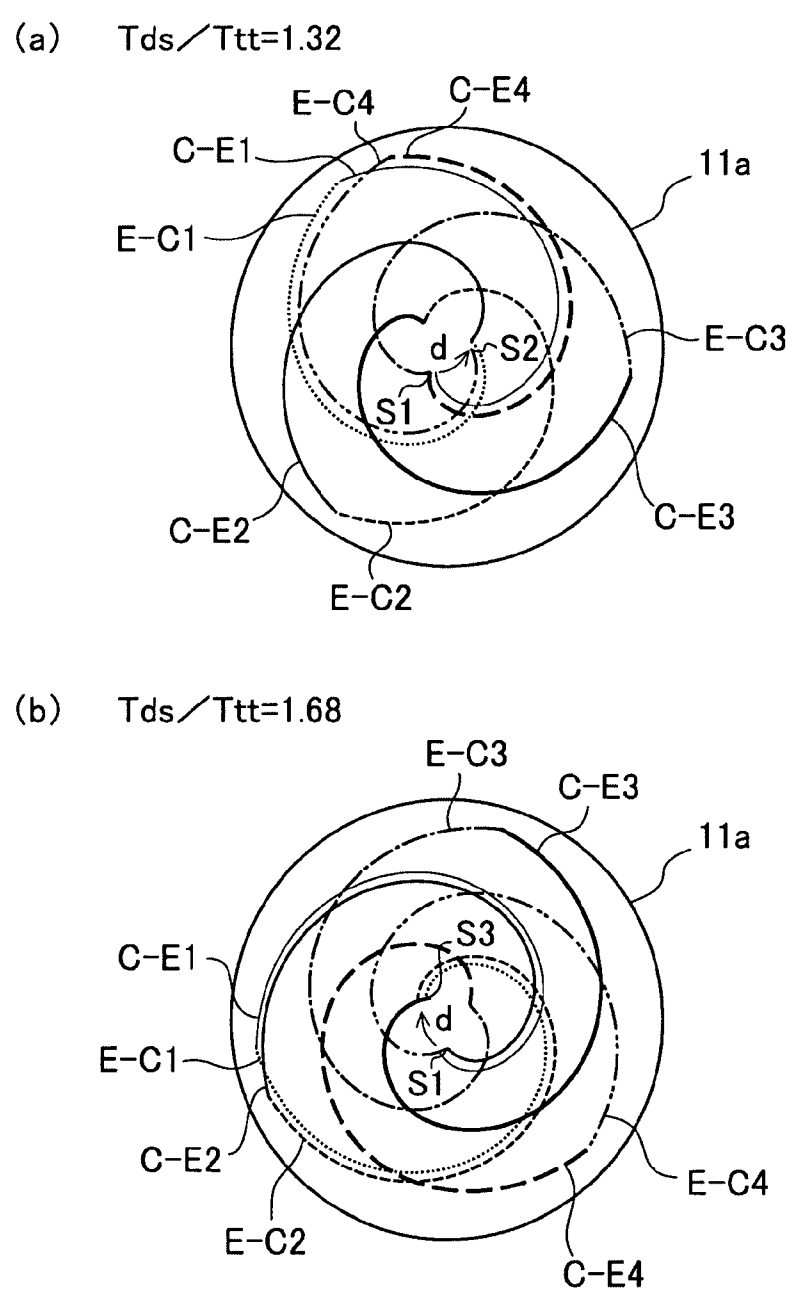 (a) Tds/Ttt=1.32
C-E4
E-C4
C-E1
11a
E-C1
E-C3
d
S2
S1
C-E3
C-E2
E-C2
(b) Tds/Ttt=1.68
E-C3
C-E3
11a
S3
C-E1
d
E-C1
S1
C-E2
E-C4
E-C2
C-E4